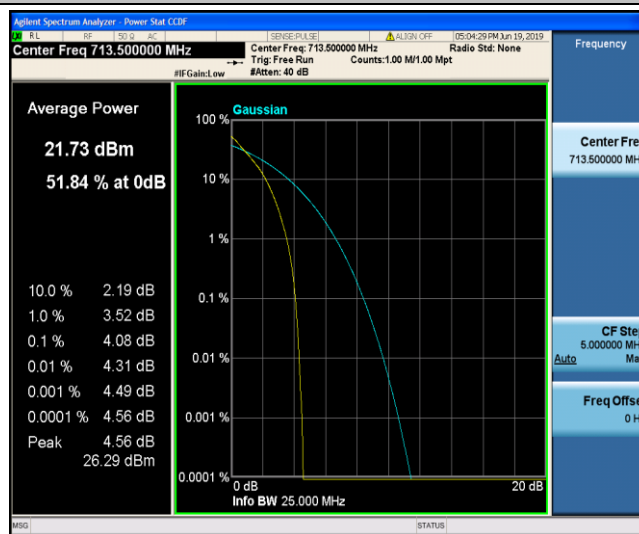 Agilent Spectrum Analyzer - Power Stat CCDF
RL RF 50 Ω AC SENSE:PULSE ALIGN OFF 05:04:29 PM Jun 19, 2019
Center Freq 713.500000 MHz
Center Freq: 713.500000 MHz Radio Std: None
Trig: Free Run Counts:1.00 M/1.00 Mpt
#IFGain:Low #Atten: 40 dB
Frequency
Average Power
21.73 dBm
51.84 % at 0dB
10.0 % 2.19 dB
1.0 % 3.52 dB
0.1 % 4.08 dB
0.01 % 4.31 dB
0.001 % 4.49 dB
0.0001 % 4.56 dB
Peak 4.56 dB
26.29 dBm
Gaussian
100 %
10 %
1 %
0.1 %
0.01 %
0.001 %
0.0001 %
0 dB 20 dB
Info BW 25.000 MHz
Center Fre
713.500000 MH
CF Ste
5.000000 MH
Auto Ma
Freq Offse
0 H
MSG STATUS